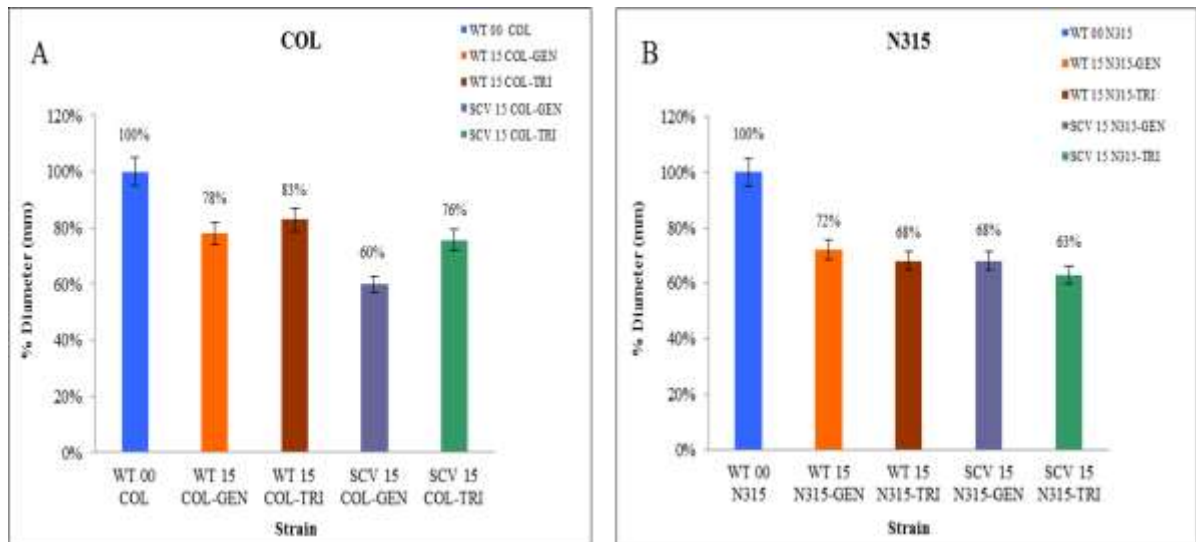 A
COL
WT 00 COL
WT 15 COL-GEN
WT 15 COL-TRI
SCV 15 COL-GEN
SCV 15 COL-TRI
% Diameter (mm)
120%
100%
80%
60%
40%
20%
0%
100%
78%
83%
60%
76%
WT 00
COL
WT 15
COL-GEN
WT 15
COL-TRI
SCV 15
COL-GEN
SCV 15
COL-TRI
Strain
B
N315
WT 00 N315
WT 15 N315-GEN
WT 15 N315-TRI
SCV 15 N315-GEN
SCV 15 N315-TRI
% Diameter (mm)
120%
100%
80%
60%
40%
20%
0%
100%
72%
68%
68%
63%
WT 00
N315
WT 15
N315-GEN
WT 15
N315-TRI
SCV 15
N315-GEN
SCV 15
N315-TRI
Strain